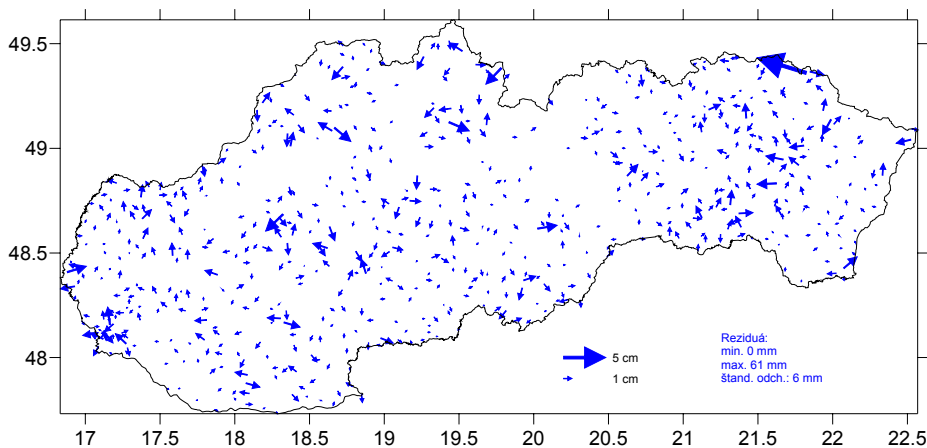 49.5
49
48.5
48
5 cm
1 cm
Reziduá:
min. 0 mm
max. 61 mm
štand. odch.: 6 mm
17 17.5 18 18.5 19 19.5 20 20.5 21 21.5 22 22.5